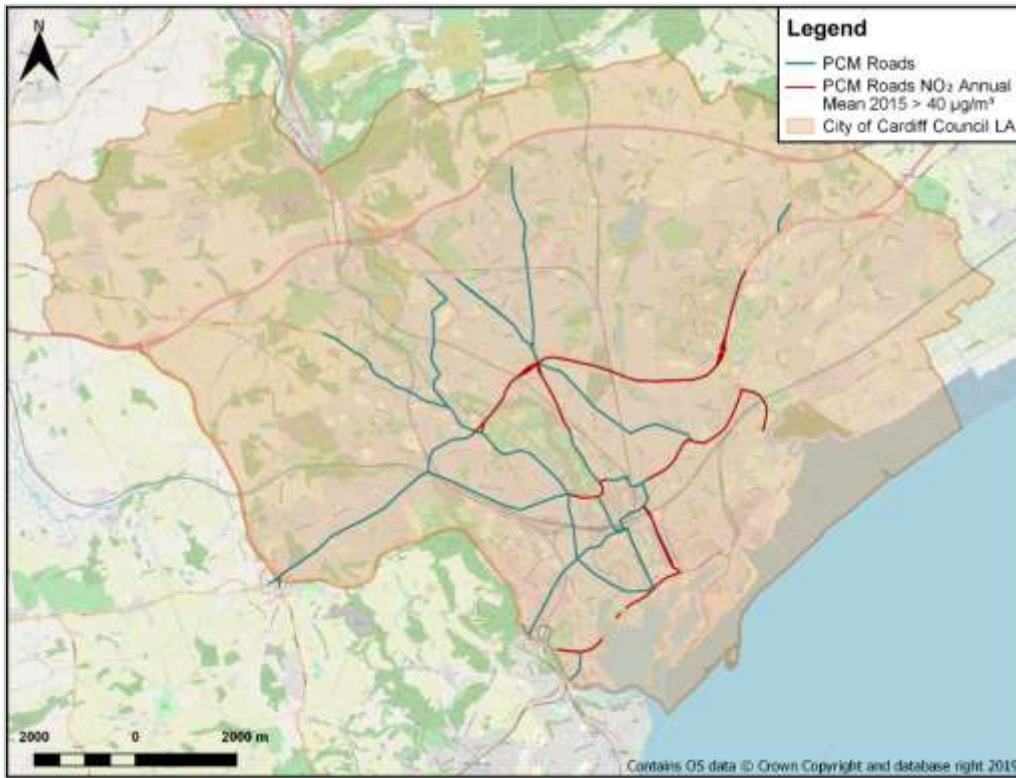 N
Legend
PCM Roads
PCM Roads NO₂ Annual
Mean 2015 > 40 µg/m³
City of Cardiff Council LA
2000 0 2000 m
Contains OS data © Crown Copyright and database right 2019